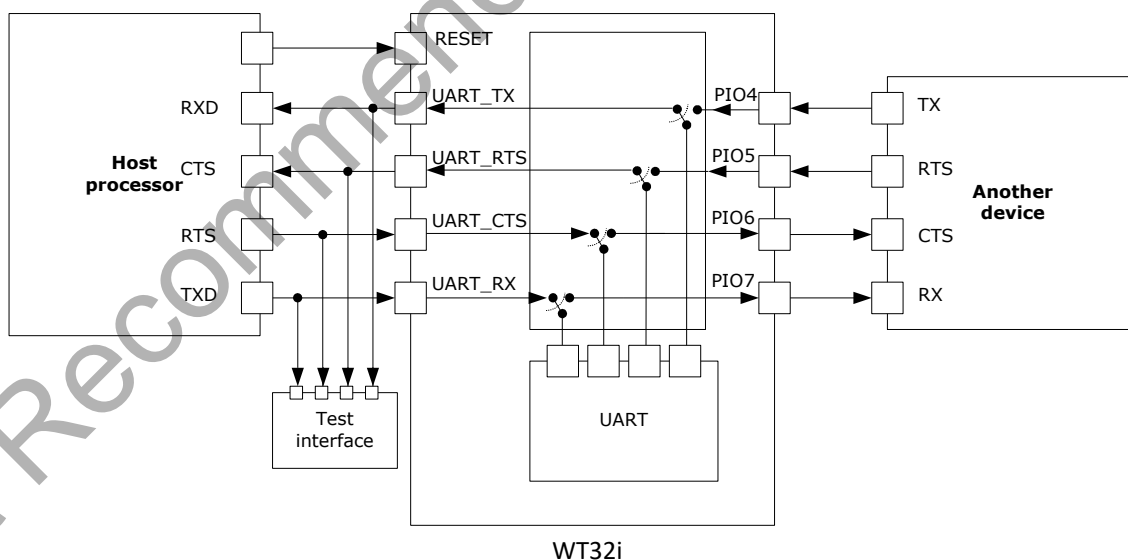 RESET
RXD
UART_TX
PIO4
TX
Host
processor
CTS
UART_RTS
PIO5
RTS
Another
device
RTS
UART_CTS
PIO6
CTS
TXD
UART_RX
PIO7
RX
Test
interface
UART
WT32i
Recommen